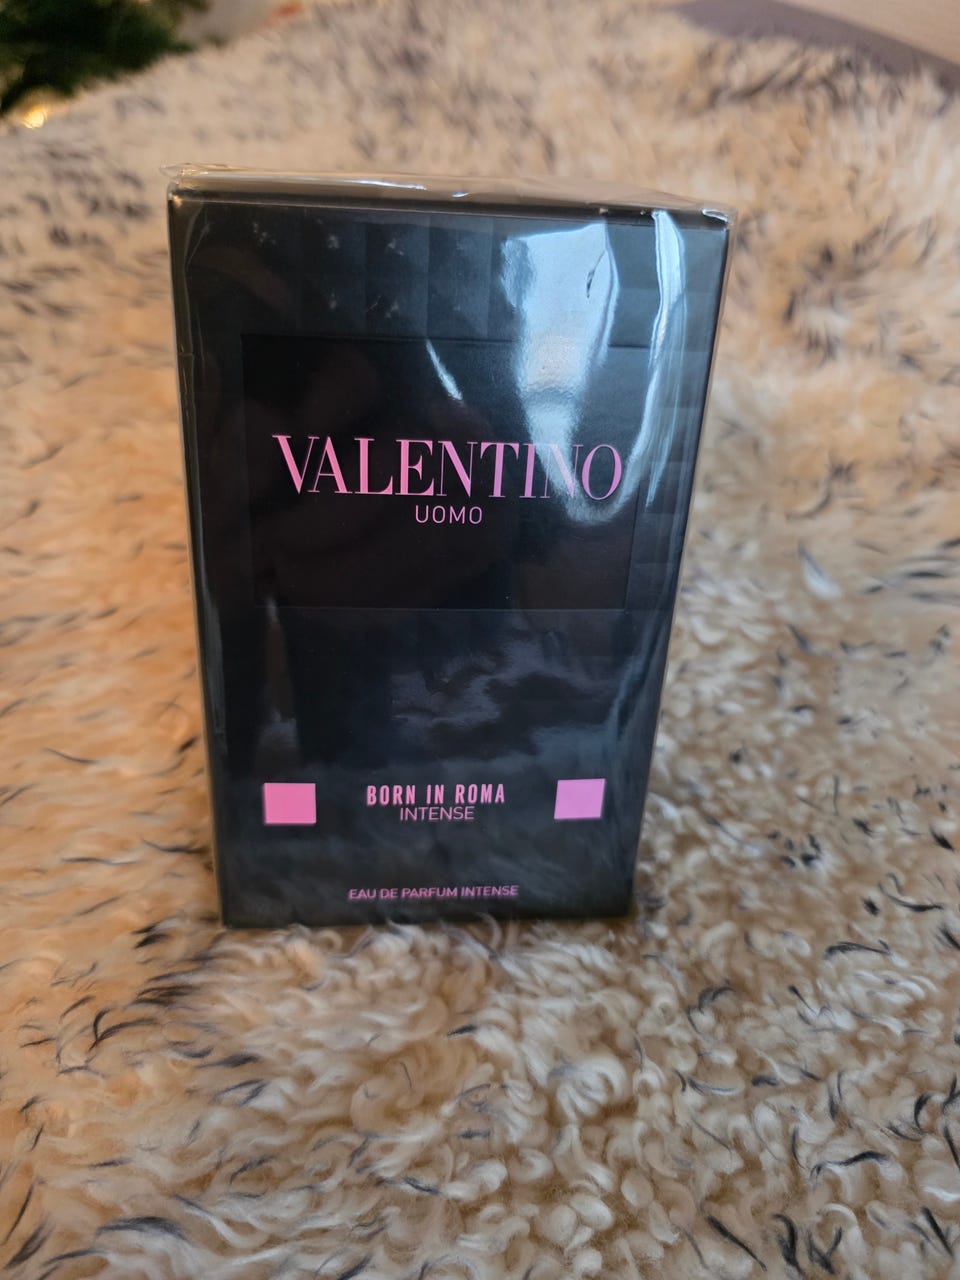 VALENTINO
UOMO
BORN IN ROMA
INTENSE
EAU DE PARFUM INTENSE